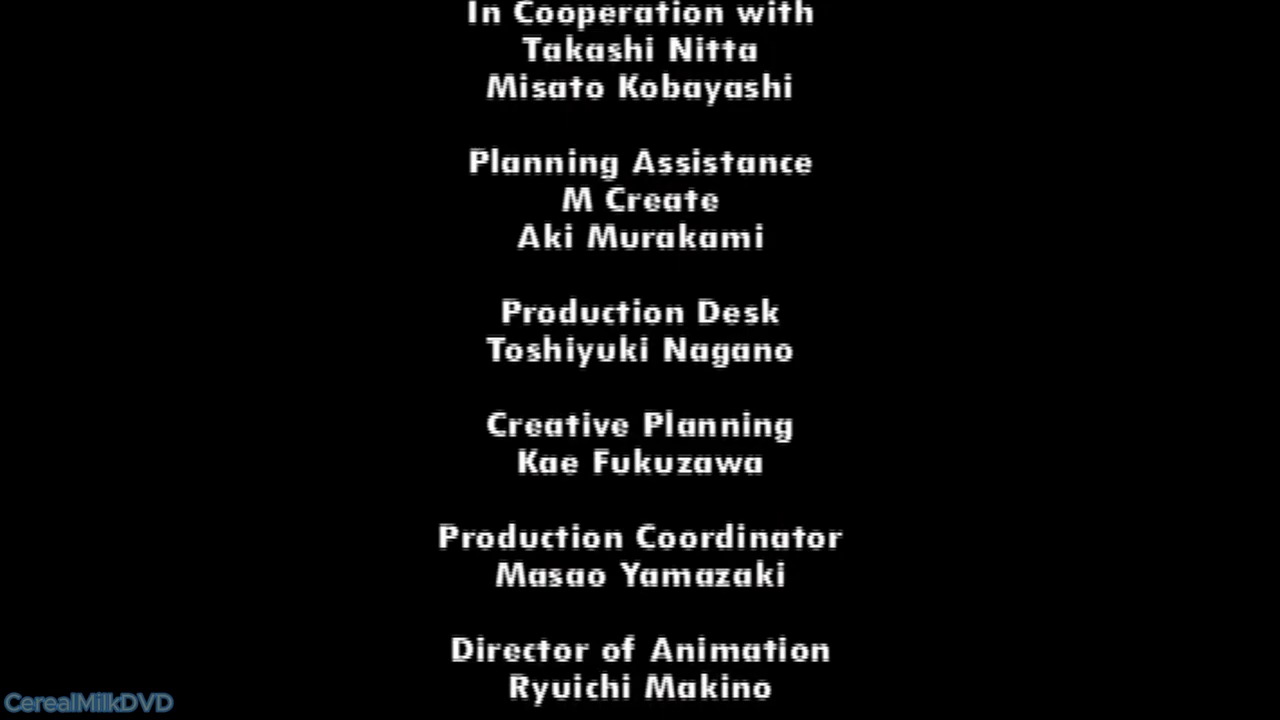 In Cooperation with
Takashi Nitta
Misato Kobayashi
Planning Assistance
M Create
Aki Murakami
Production Desk
Toshiyuki Nagano
Creative Planning
Kae Fukuzawa
Production Coordinator
Masao Yamazaki
Director of Animation
Ryuichi Makino
CerealMilkDVD